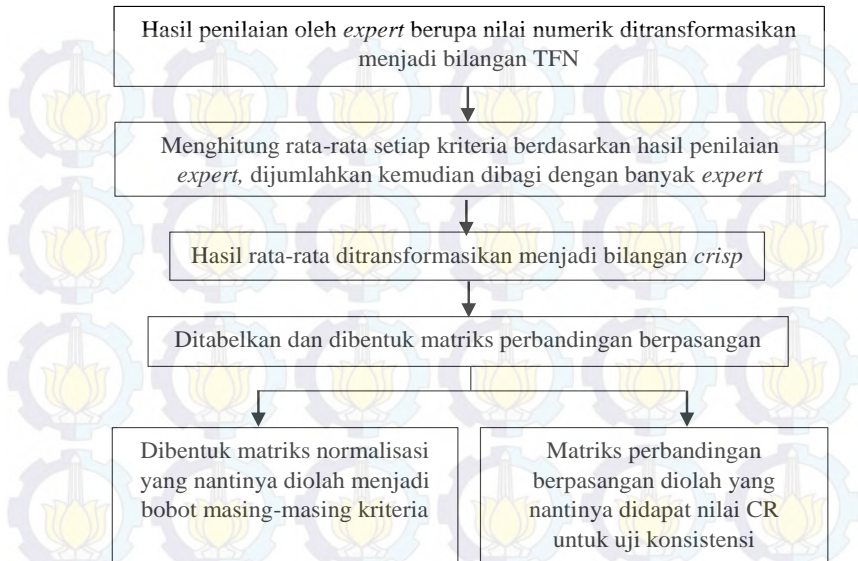 Hasil penilaian oleh expert berupa nilai numerik ditransformasikan
menjadi bilangan TFN
Menghitung rata-rata setiap kriteria berdasarkan hasil penilaian
expert, dijumlahkan kemudian dibagi dengan banyak expert
Hasil rata-rata ditransformasikan menjadi bilangan crisp
Ditabelkan dan dibentuk matriks perbandingan berpasangan
Dibentuk matriks normalisasi
yang nantinya diolah menjadi
bobot masing-masing kriteria
Matriks perbandingan
berpasangan diolah yang
nantinya didapat nilai CR
untuk uji konsistensi